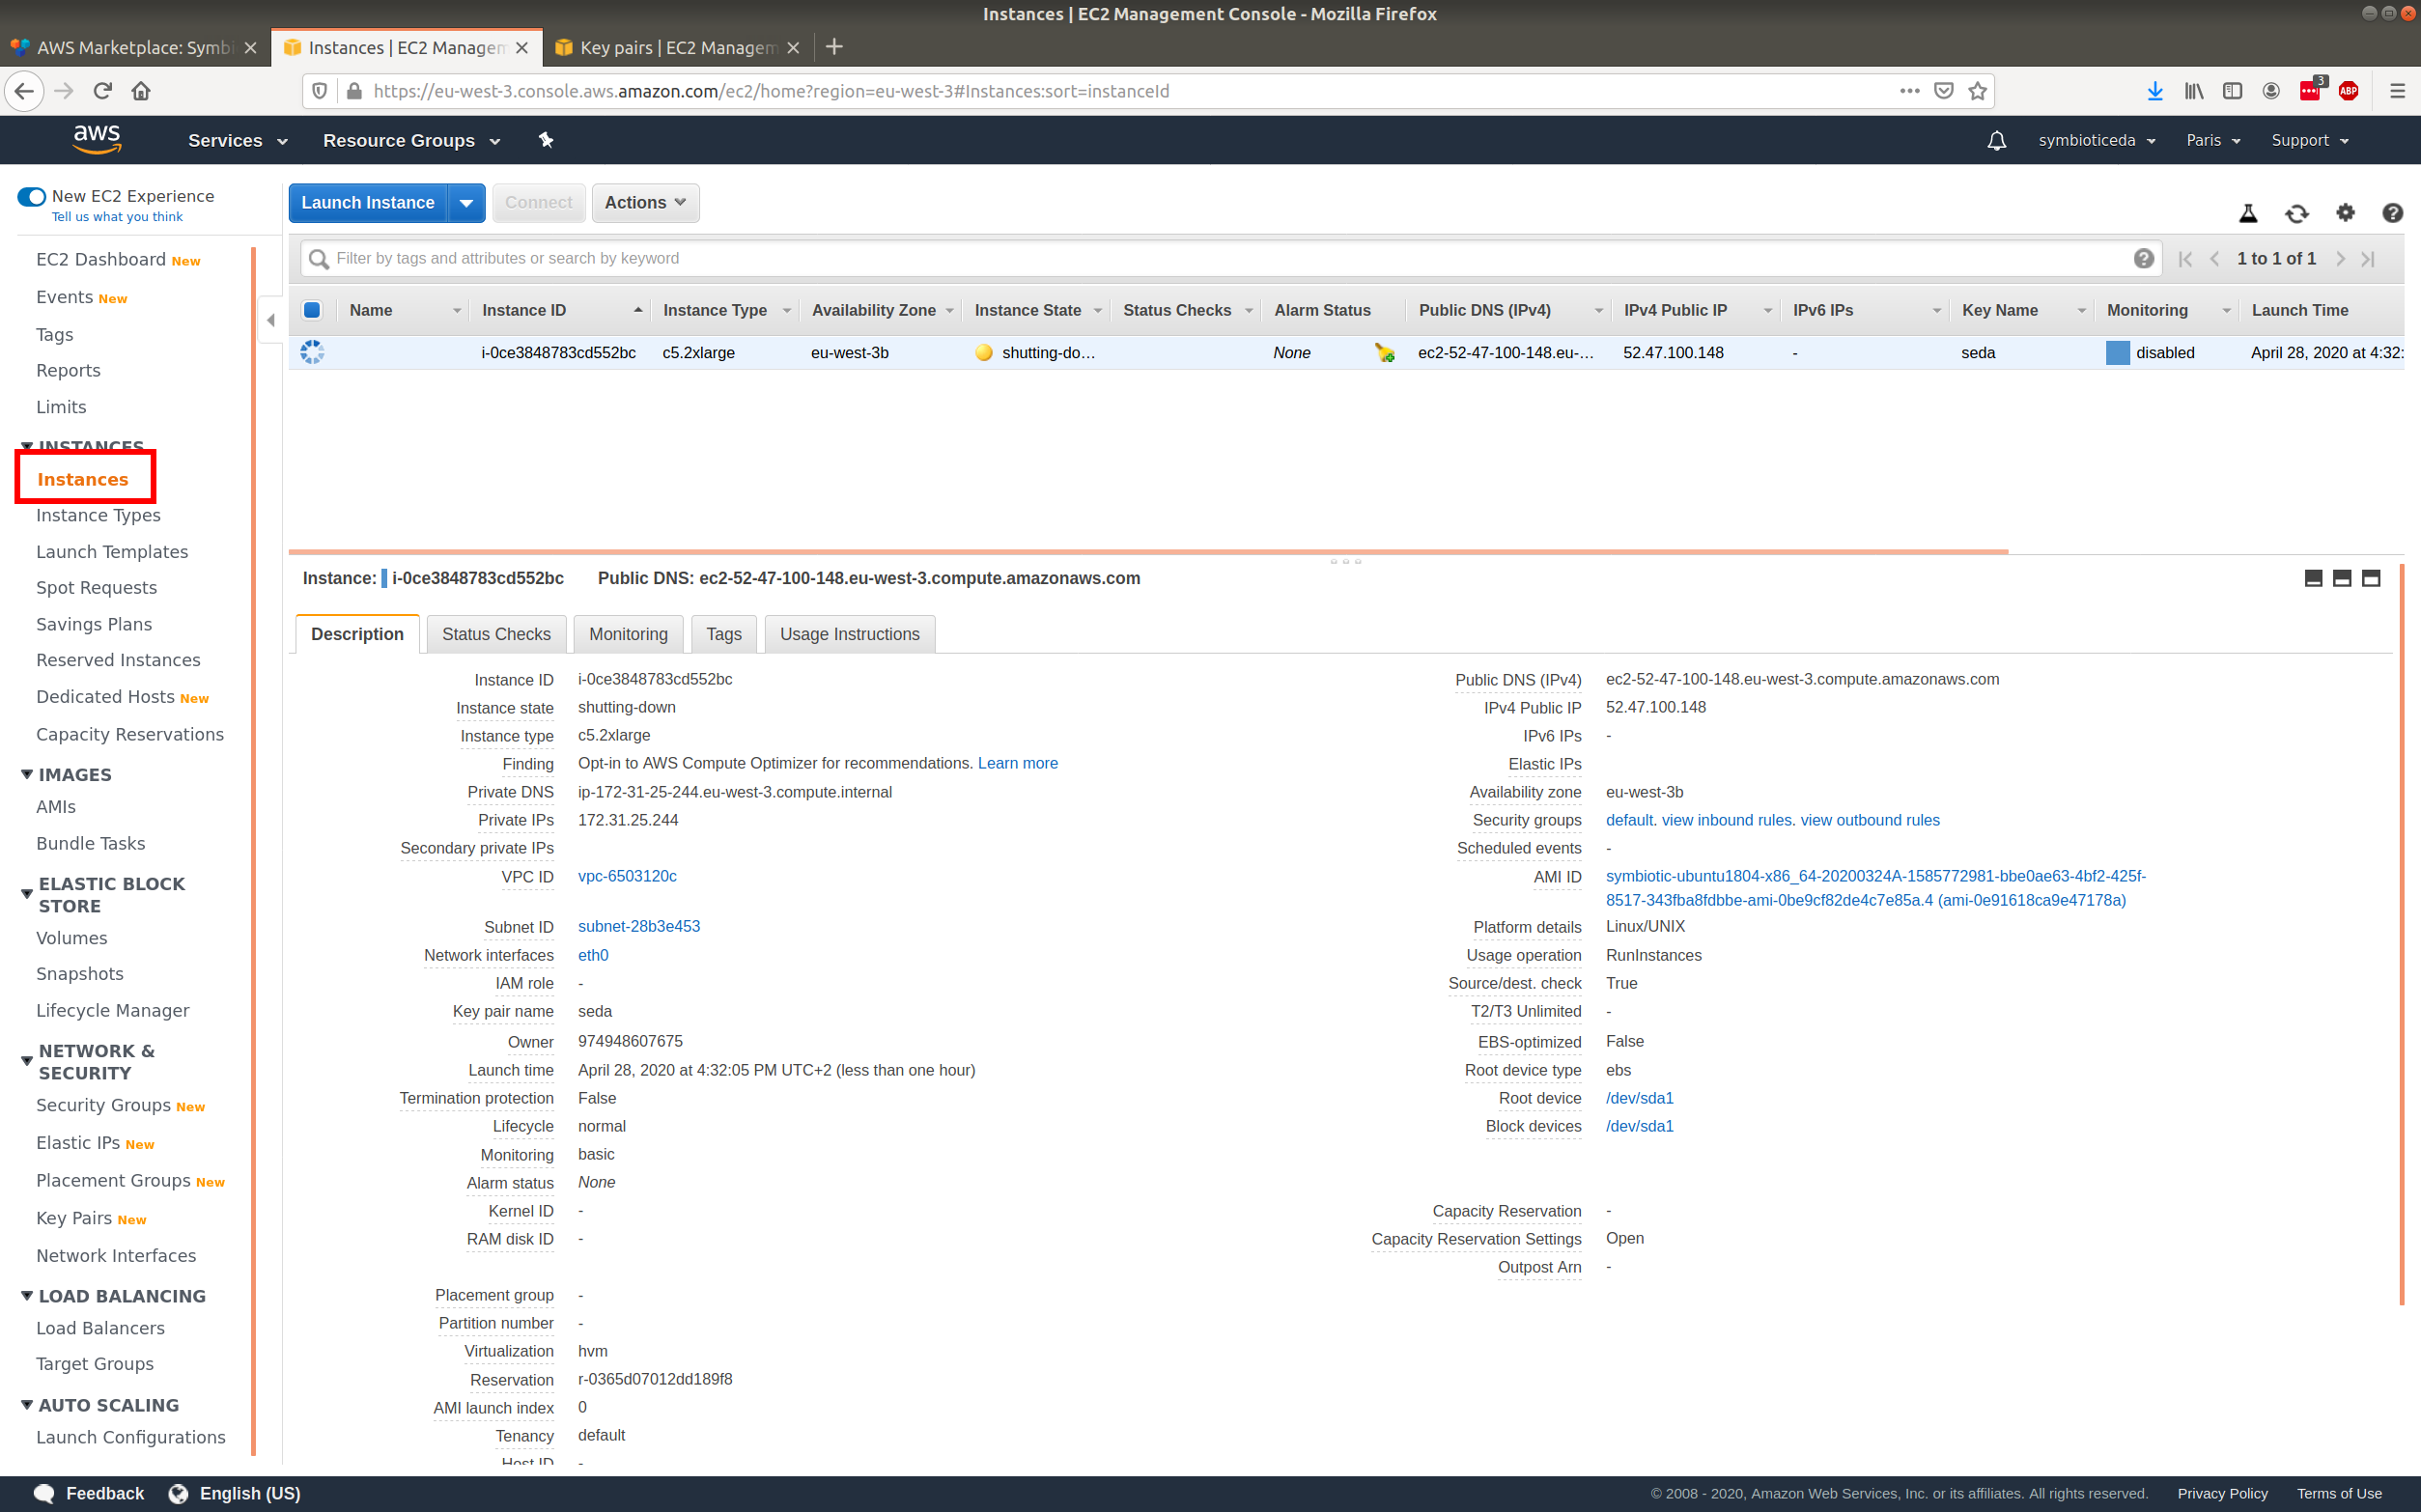 Instances | EC2 Management Console - Mozilla Firefox
AWS Marketplace: Symbi
Instances | EC2 Managem
Key pairs | EC2 Managem
https://eu-west-3.console.aws.amazon.com/ec2/home?region=eu-west-3#Instances:sort=instanceId
3
ABP
aws
Services
Resource Groups
symbioticeda
Paris
Support
New EC2 Experience
Tell us what you think
EC2 Dashboard New
Events New
Tags
Reports
Limits
INSTANCES
Instances
Instance Types
Launch Templates
Spot Requests
Savings Plans
Reserved Instances
Dedicated Hosts New
Capacity Reservations
IMAGES
AMIs
Bundle Tasks
ELASTIC BLOCK
STORE
Volumes
Snapshots
Lifecycle Manager
NETWORK &
SECURITY
Security Groups New
Elastic IPs New
Placement Groups New
Key Pairs New
Network Interfaces
LOAD BALANCING
Load Balancers
Target Groups
AUTO SCALING
Launch Configurations
Launch Instance
Connect
Actions
Filter by tags and attributes or search by keyword
1 to 1 of 1
Name Instance ID Instance Type Availability Zone Instance State Status Checks Alarm Status Public DNS (IPv4) IPv4 Public IP IPv6 IPs Key Name Monitoring Launch Time
i-0ce3848783cd552bc c5.2xlarge eu-west-3b shutting-do... None ec2-52-47-100-148.eu-... 52.47.100.148 - seda disabled April 28, 2020 at 4:32:
Instance: i-0ce3848783cd552bc Public DNS: ec2-52-47-100-148.eu-west-3.compute.amazonaws.com
Description
Status Checks
Monitoring
Tags
Usage Instructions
Instance ID i-0ce3848783cd552bc
Instance state shutting-down
Instance type c5.2xlarge
Finding Opt-in to AWS Compute Optimizer for recommendations. Learn more
Private DNS ip-172-31-25-244.eu-west-3.compute.internal
Private IPs 172.31.25.244
Secondary private IPs
VPC ID vpc-6503120c
Subnet ID subnet-28b3e453
Network interfaces eth0
IAM role -
Key pair name seda
Owner 974948607675
Launch time April 28, 2020 at 4:32:05 PM UTC+2 (less than one hour)
Termination protection False
Lifecycle normal
Monitoring basic
Alarm status None
Kernel ID -
RAM disk ID -
Placement group -
Partition number -
Virtualization hvm
Reservation r-0365d07012dd189f8
AMI launch index 0
Tenancy default
Host ID -
Public DNS (IPv4) ec2-52-47-100-148.eu-west-3.compute.amazonaws.com
IPv4 Public IP 52.47.100.148
IPv6 IPs -
Elastic IPs
Availability zone eu-west-3b
Security groups default. view inbound rules. view outbound rules
Scheduled events -
AMI ID symbiotic-ubuntu1804-x86_64-20200324A-1585772981-bbe0ae63-4bf2-425f-
8517-343fba8fdbbe-ami-0be9cf82de4c7e85a.4 (ami-0e91618ca9e47178a)
Platform details Linux/UNIX
Usage operation RunInstances
Source/dest. check True
T2/T3 Unlimited -
EBS-optimized False
Root device type ebs
Root device /dev/sda1
Block devices /dev/sda1
Capacity Reservation -
Capacity Reservation Settings Open
Outpost Arn -
Feedback
English (US)
© 2008 - 2020, Amazon Web Services, Inc. or its affiliates. All rights reserved.
Privacy Policy
Terms of Use